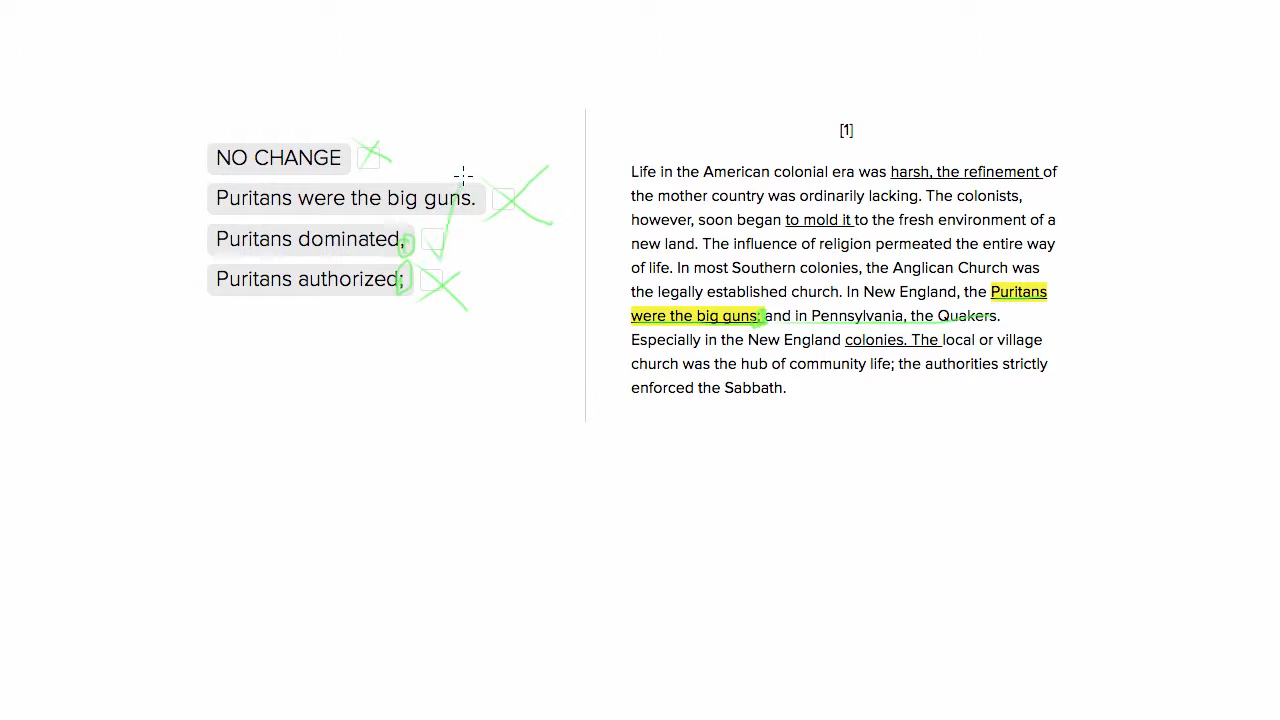 NO CHANGE
Puritans were the big guns.
Puritans dominated,
Puritans authorized;
[1]
Life in the American colonial era was harsh, the refinement of
the mother country was ordinarily lacking. The colonists,
however, soon began to mold it to the fresh environment of a
new land. The influence of religion permeated the entire way
of life. In most Southern colonies, the Anglican Church was
the legally established church. In New England, the Puritans
were the big guns; and in Pennsylvania, the Quakers.
Especially in the New England colonies. The local or village
church was the hub of community life; the authorities strictly
enforced the Sabbath.